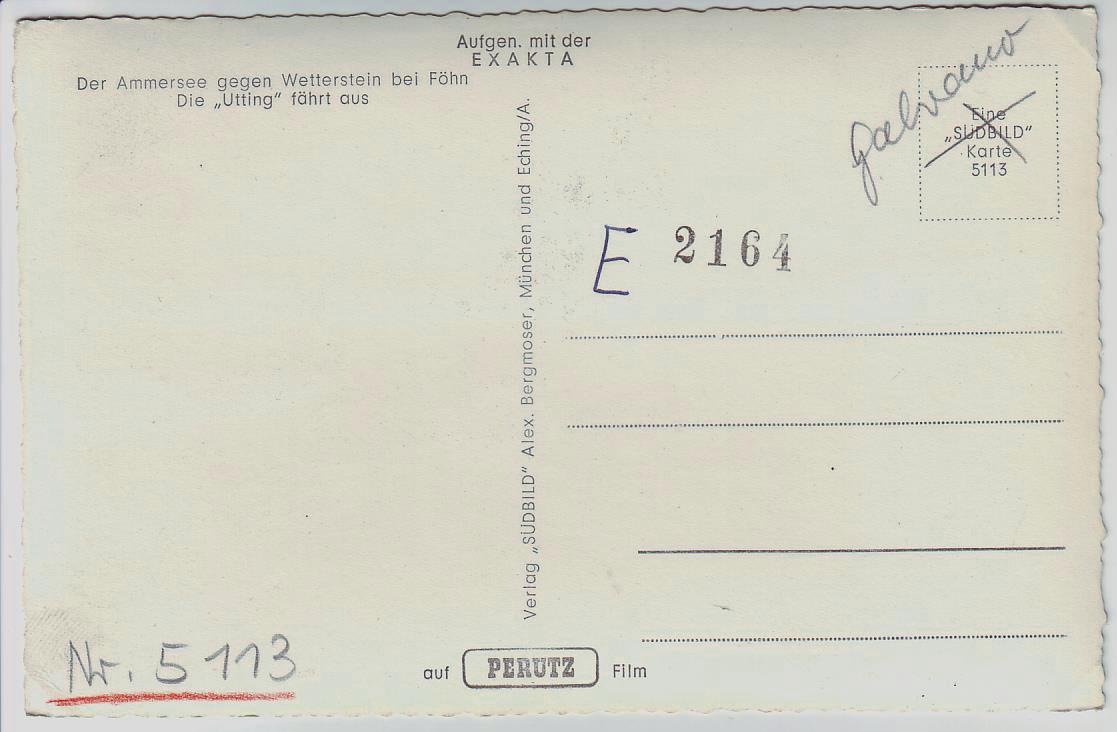 Aufgen. mit der
EXAKTA
Der Ammersee gegen Wetterstein bei Föhn
Die „Utting" fährt aus
Galvano
Eine
„SÜDBILD"
Karte
5113
E 2164
Verlag „SÜDBILD" Alex. Bergmoser, München und Eching/A.
Nr. 5113
auf PERUTZ Film